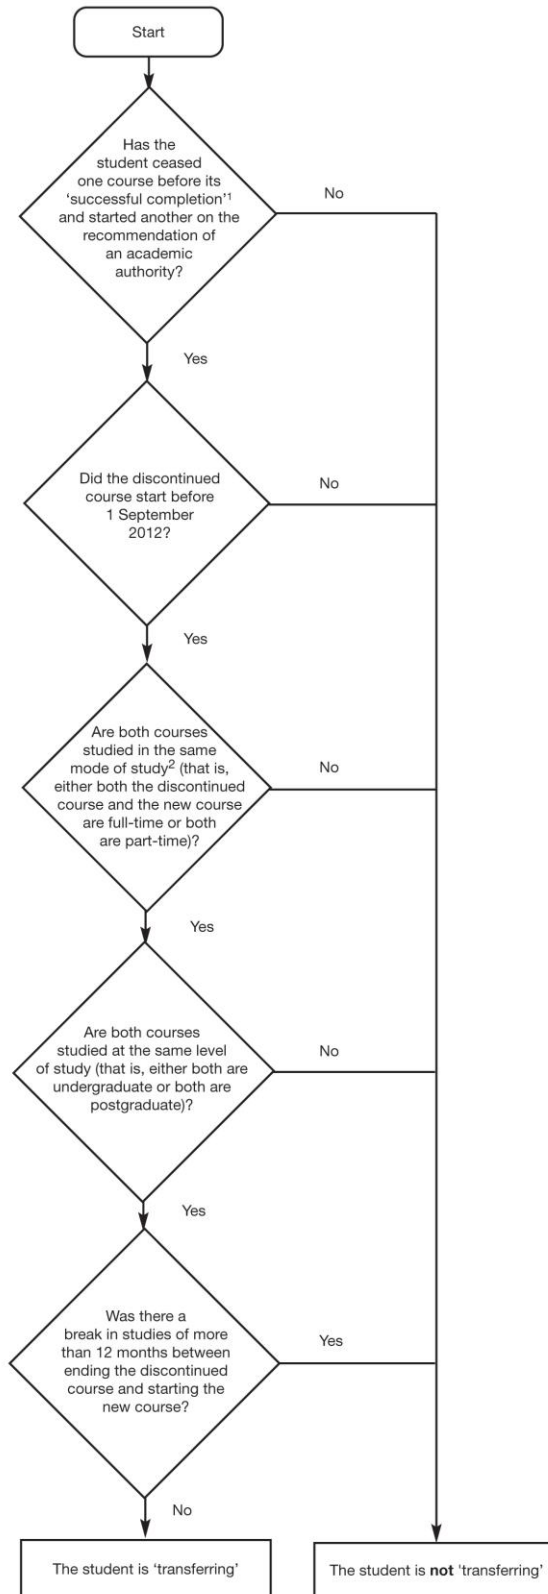 Start
Has the
student ceased
one course before its
‘successful completion’¹
and started another on the
recommendation of
an academic
authority?
No
Yes
Did the discontinued
course start before
1 September
2012?
No
Yes
Are both courses
studied in the same
mode of study² (that is,
either both the discontinued
course and the new course
are full-time or both
are part-time)?
No
Yes
Are both courses
studied at the same level
of study (that is, either both are
undergraduate or both are
postgraduate)?
No
Yes
Was there a
break in studies of more
than 12 months between
ending the discontinued
course and starting the
new course?
Yes
No
The student is ‘transferring’
The student is not ‘transferring’